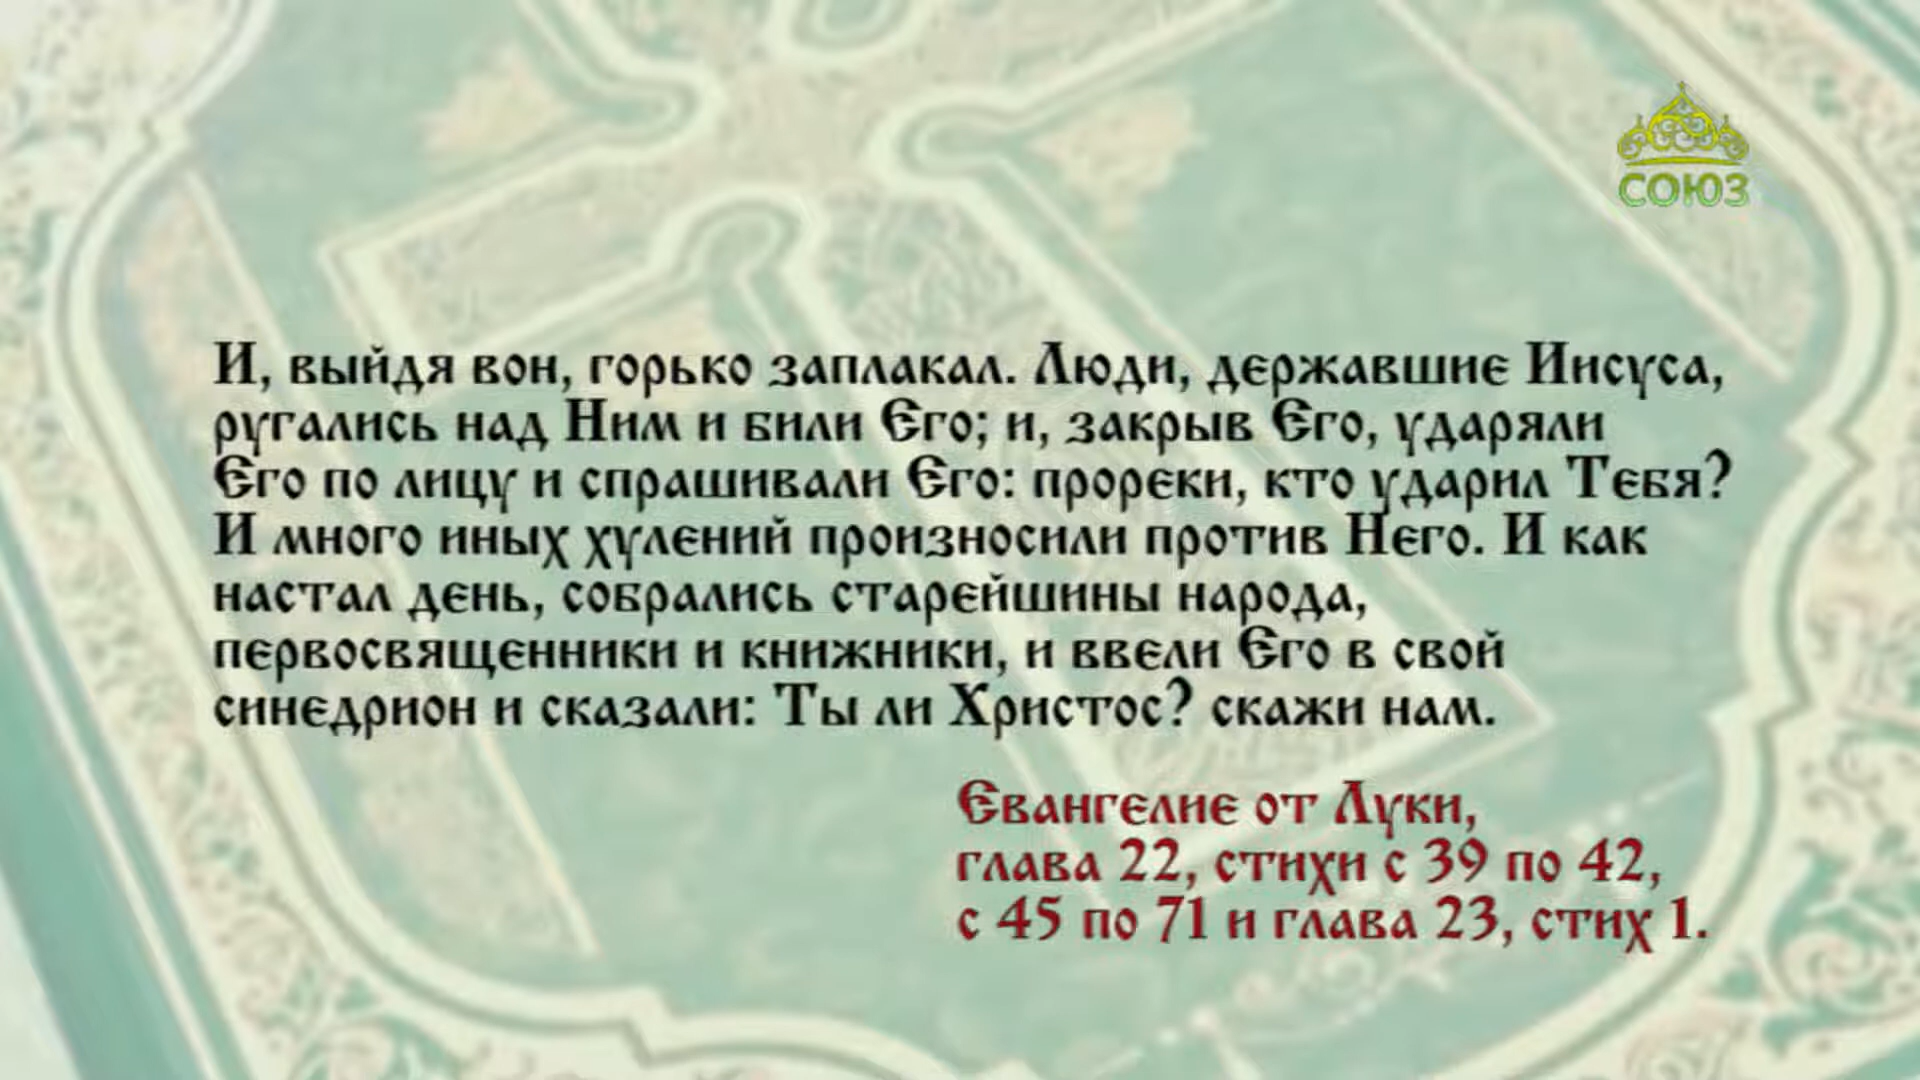 СОЮЗ
И, выйдя вон, горько заплакал. Люди, державшие Иисуса,
ругались над Ним и били Его; и, закрыв Его, ударяли
Его по лицу и спрашивали Его: прореки, кто ударил Тебя?
И много иных хулений произносили против Него. И как
настал день, собрались старейшины народа,
первосвященники и книжники, и ввели Его в свой
синедрион и сказали: Ты ли Христос? скажи нам.
Евангелие от Луки,
глава 22, стихи с 39 по 42,
с 45 по 71 и глава 23, стих 1.